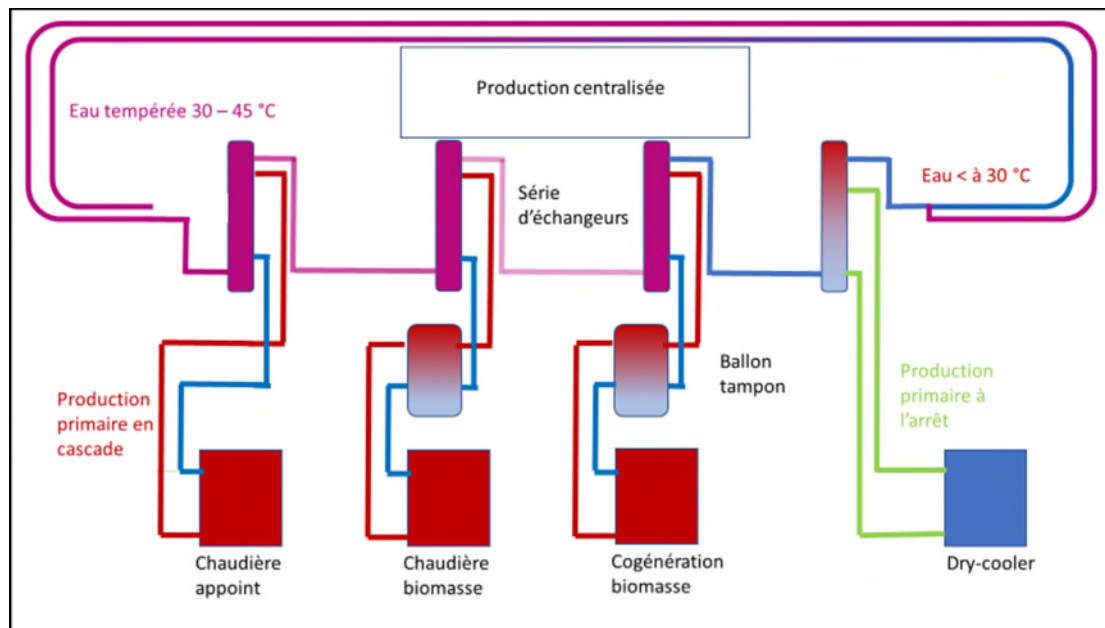 Production centralisée
Eau tempérée 30 – 45 °C
Eau < à 30 °C
Série
d'échangeurs
Ballon
tampon
Production
primaire en
cascade
Production
primaire à
l'arrêt
Chaudière
appoint
Chaudière
biomasse
Cogénération
biomasse
Dry-cooler